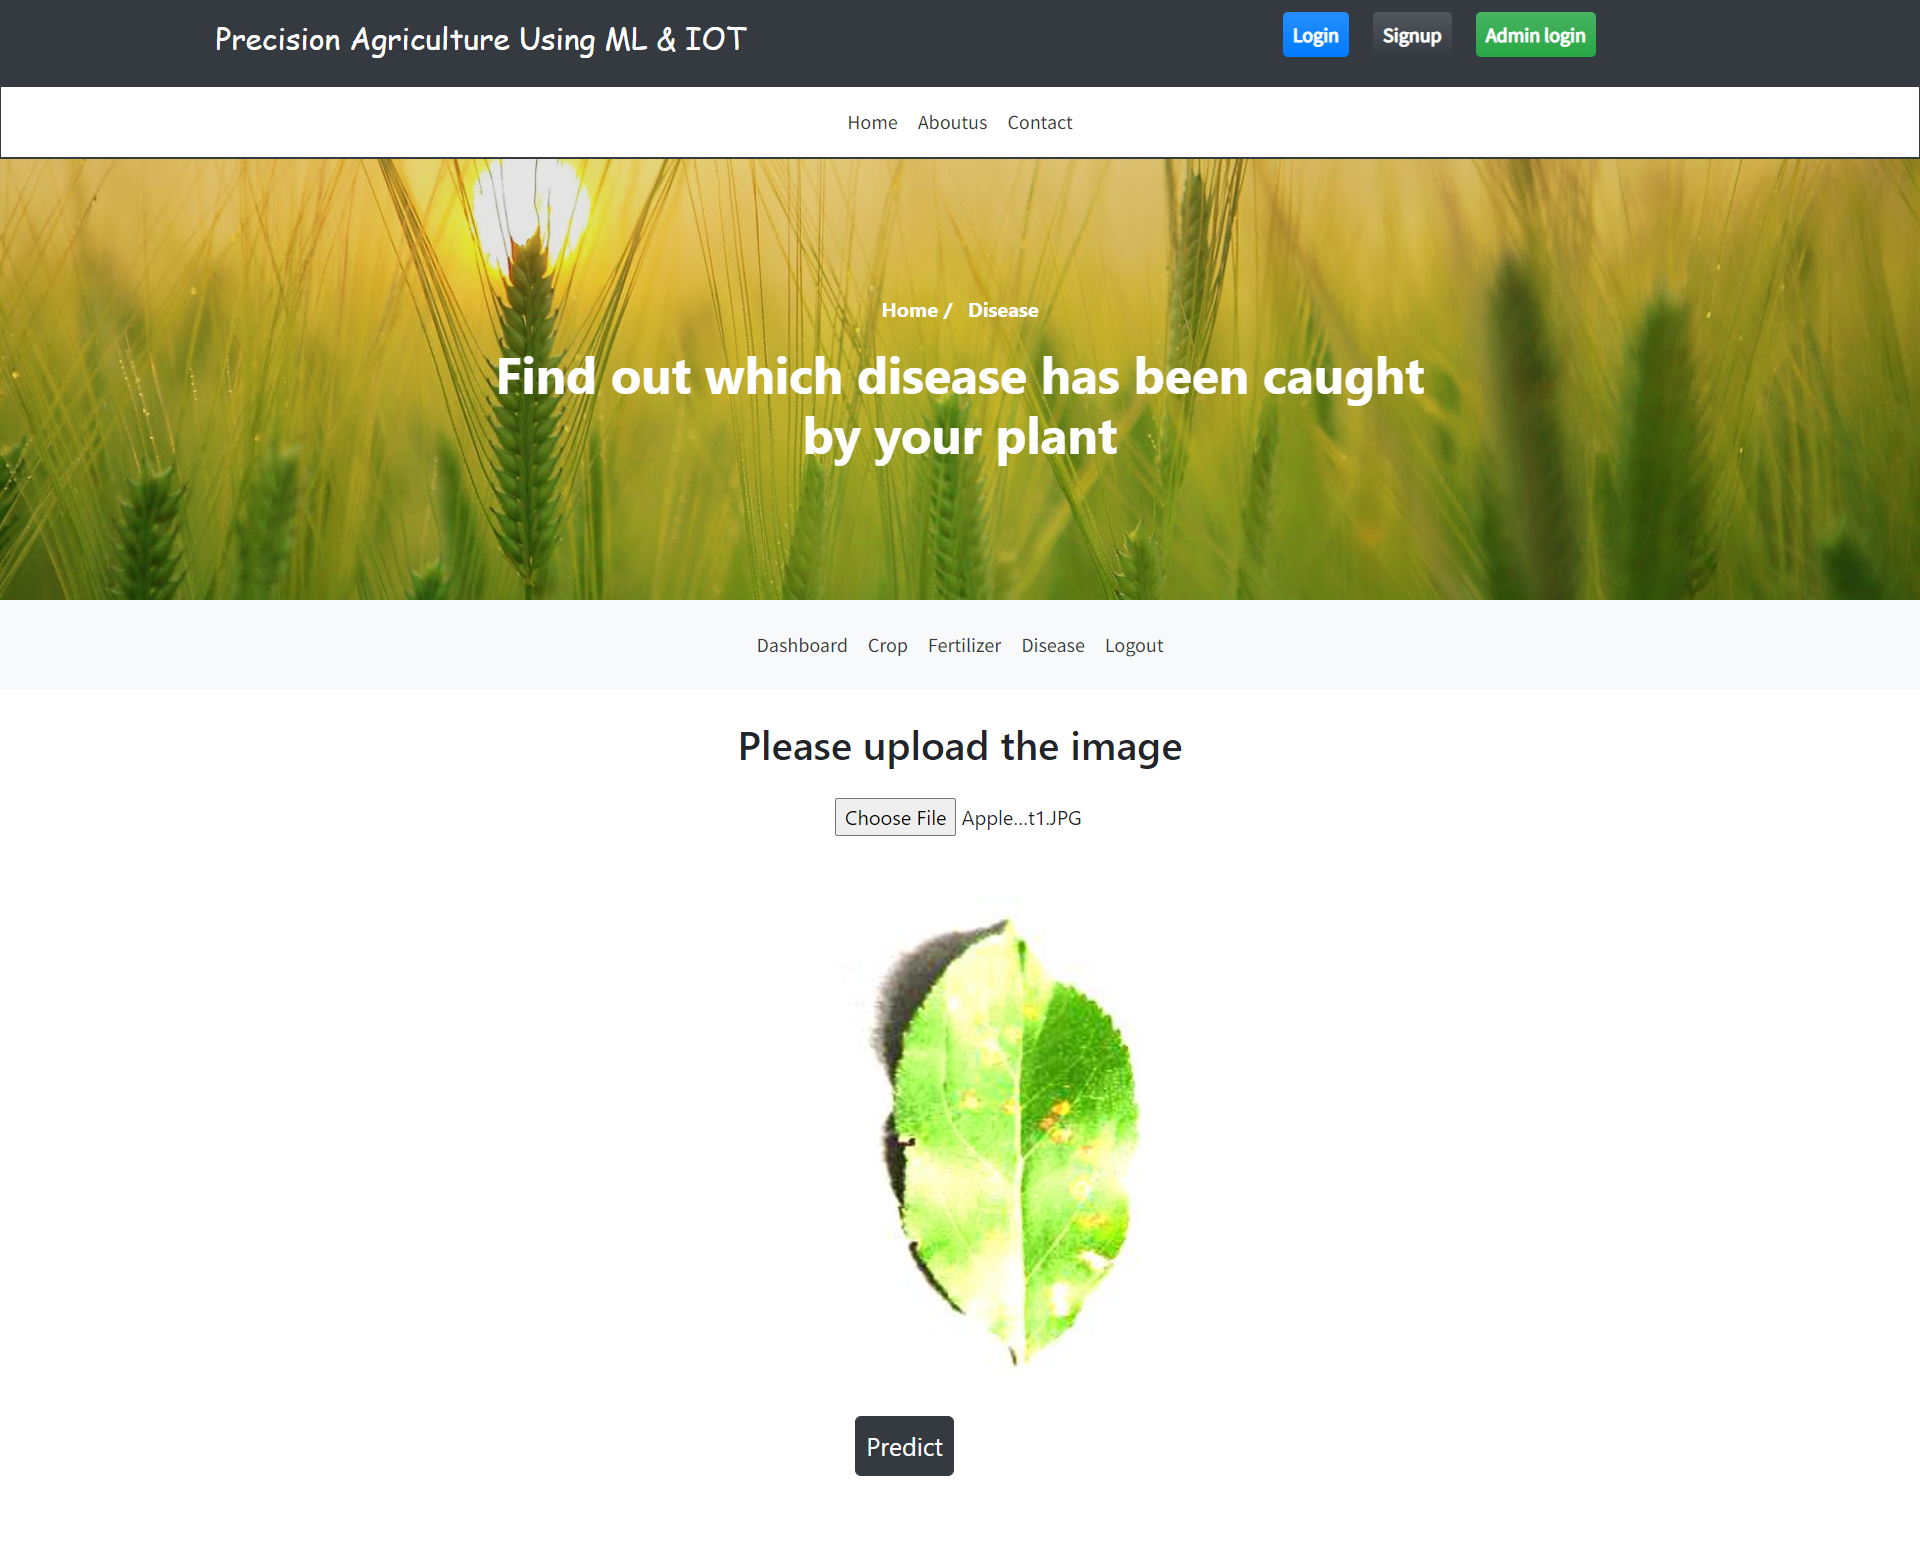 Precision Agriculture Using ML & IOT
Login Signup Admin login
Home Aboutus Contact
Home / Disease
Find out which disease has been caught
by your plant
Dashboard Crop Fertilizer Disease Logout
Please upload the image
Choose File Apple...t1.JPG
Predict